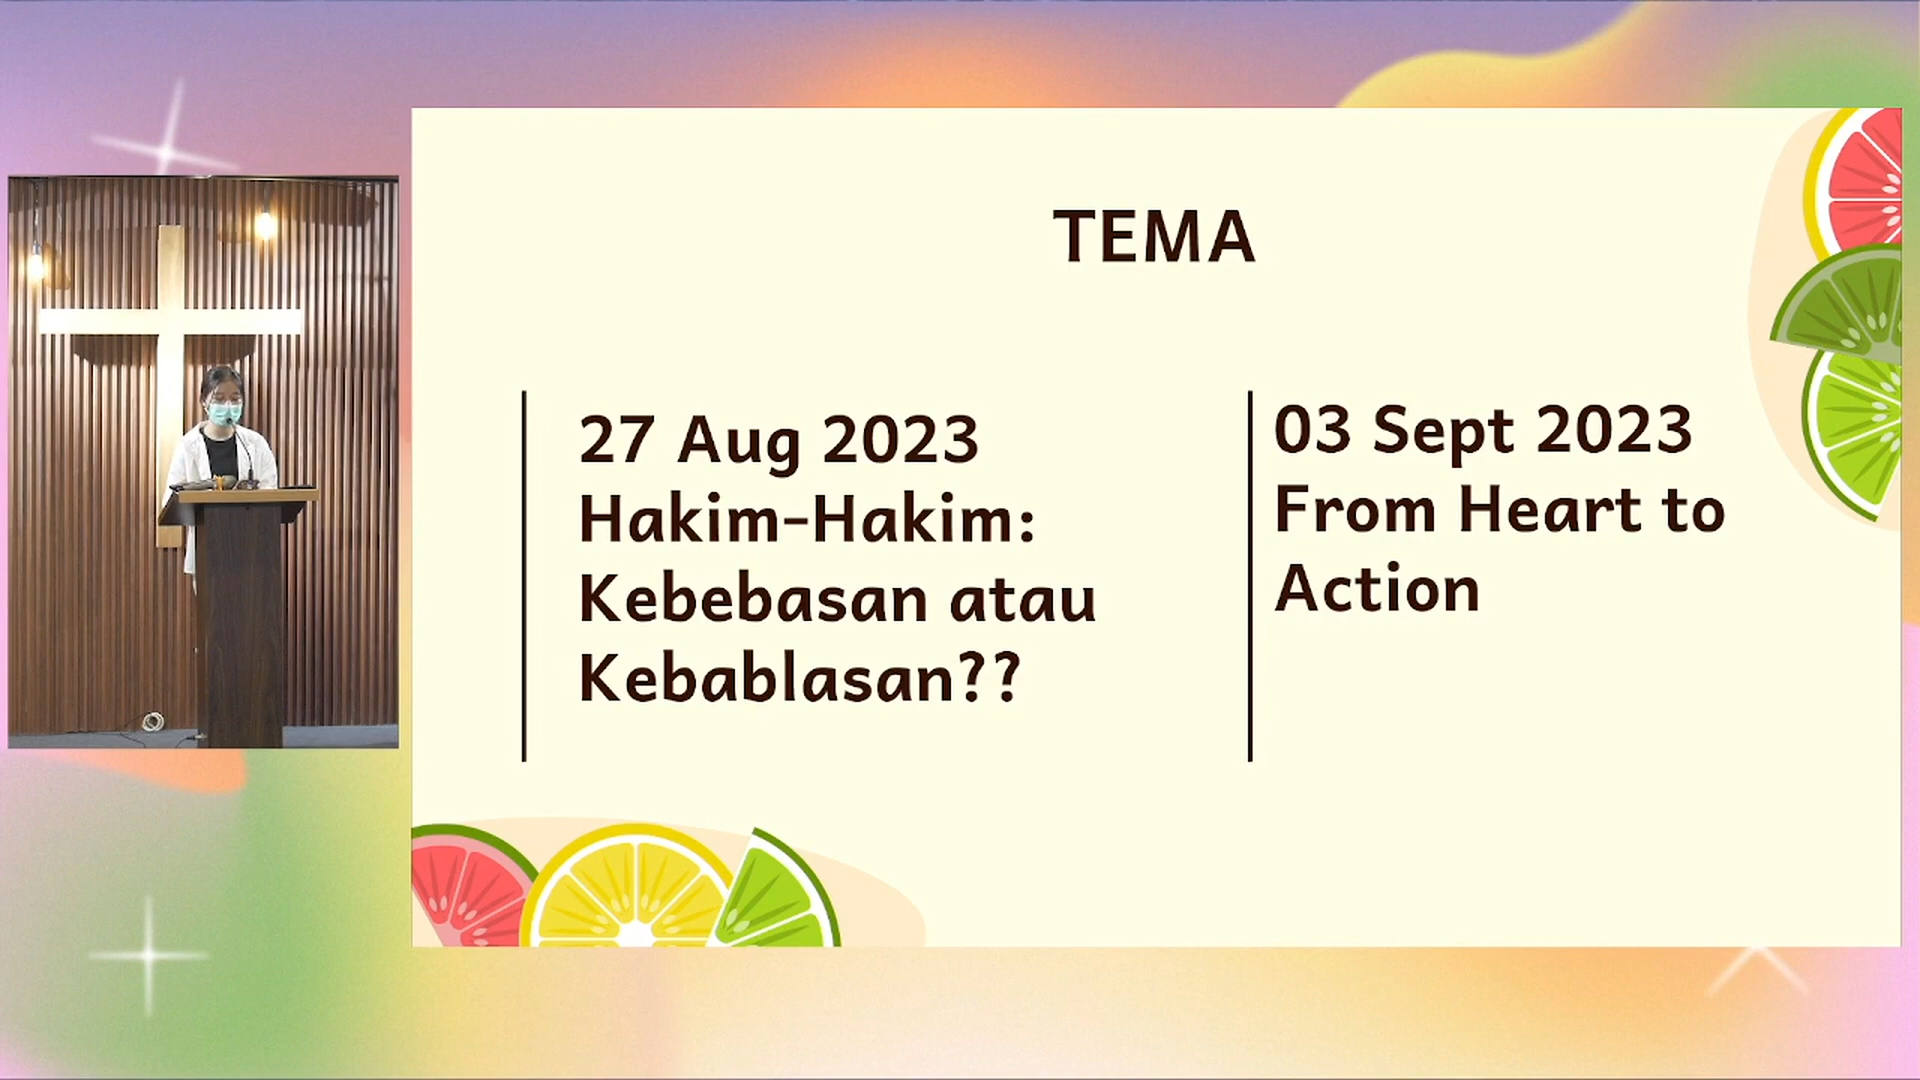 TEMA
27 Aug 2023
Hakim-Hakim:
Kebebasan atau
Kebablasan??
03 Sept 2023
From Heart to
Action